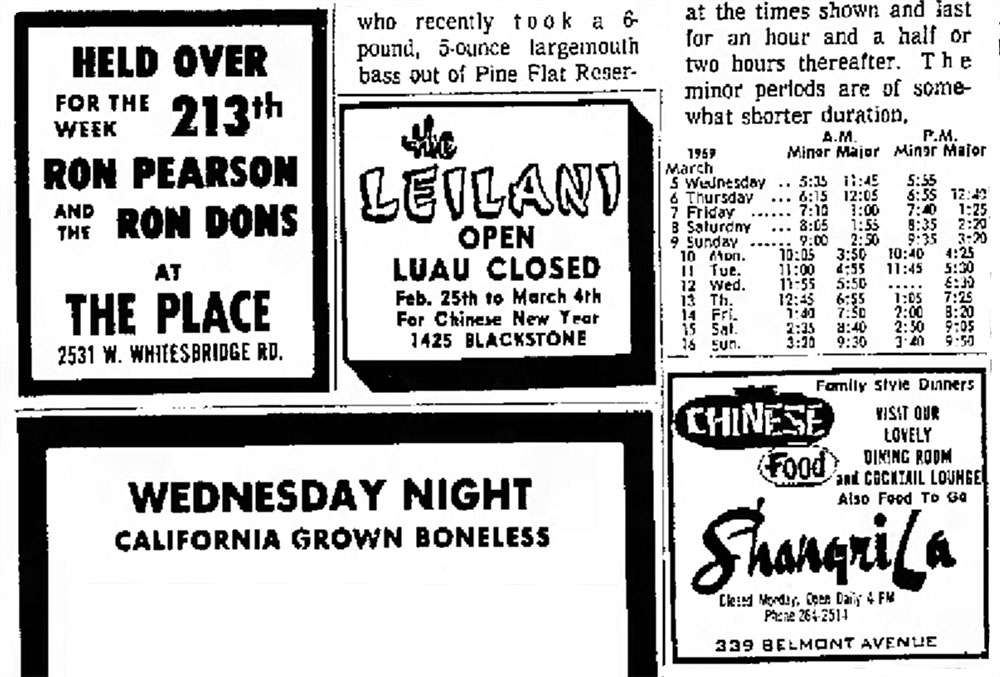 HELD OVER
FOR THE
WEEK
213th
RON PEARSON
AND
THE
RON DONS
AT
THE PLACE
2531 W. WHITESBRIDGE RD.
who recently took a 6-
pound, 5-ounce largemouth
bass out of Pine Flat Reser-
the
LEILANI
OPEN
LUAU CLOSED
Feb. 25th to March 4th
For Chinese New Year
1425 BLACKSTONE
WEDNESDAY NIGHT
CALIFORNIA GROWN BONELESS
at the times shown and last
for an hour and a half or
two hours thereafter. The
minor periods are of some-
what shorter duration.
A.M. P.M.
1969 Minor Major Minor Major
March
5 Wednesday .. 5:35 11:45 5:55
6 Thursday ... 6:15 12:05 6:55 12:40
7 Friday ...... 7:10 1:00 7:40 1:25
8 Saturday ... 8:05 1:55 8:35 2:20
9 Sunday ...... 9:00 2:50 9:35 3:20
10 Mon. 10:05 3:50 10:40 4:25
11 Tue. 11:00 4:55 11:45 5:30
12 Wed. 11:55 5:50 ..... 6:30
13 Th. 12:45 6:55 1:05 7:25
14 Fri. 1:40 7:50 2:00 8:20
15 Sat. 2:35 8:40 2:50 9:05
16 Sun. 3:20 9:30 3:40 9:50
Family Style Dinners
CHINESE
Food
VISIT OUR
LOVELY
DINING ROOM
and COCKTAIL LOUNGE
Also Food To Go
Shangri La
Closed Monday, Open Daily 4 PM
Phone 264-2514
339 BELMONT AVENUE